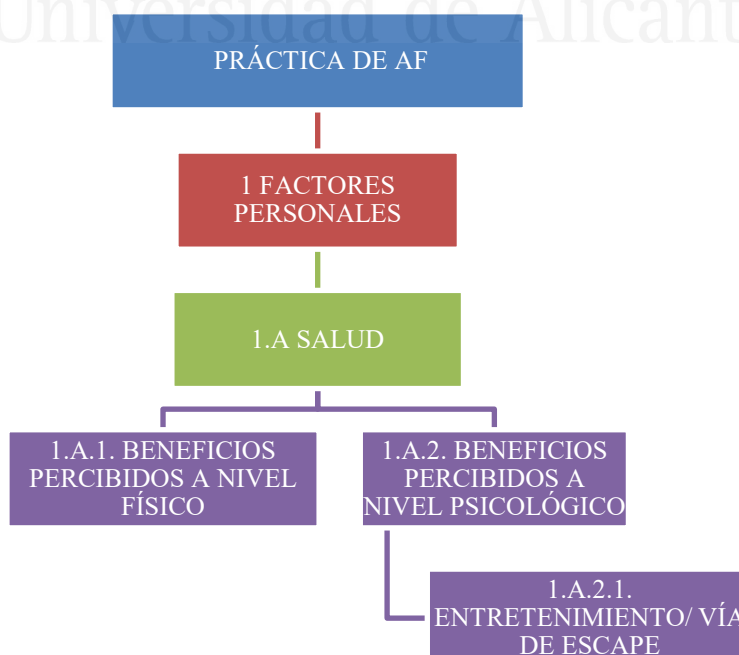 Universidad de Alicant
PRÁCTICA DE AF
1 FACTORES
PERSONALES
1.A SALUD
1.A.1. BENEFICIOS
PERCIBIDOS A NIVEL
FÍSICO
1.A.2. BENEFICIOS
PERCIBIDOS A
NIVEL PSICOLÓGICO
1.A.2.1.
ENTRETENIMIENTO/ VÍA
DE ESCAPE